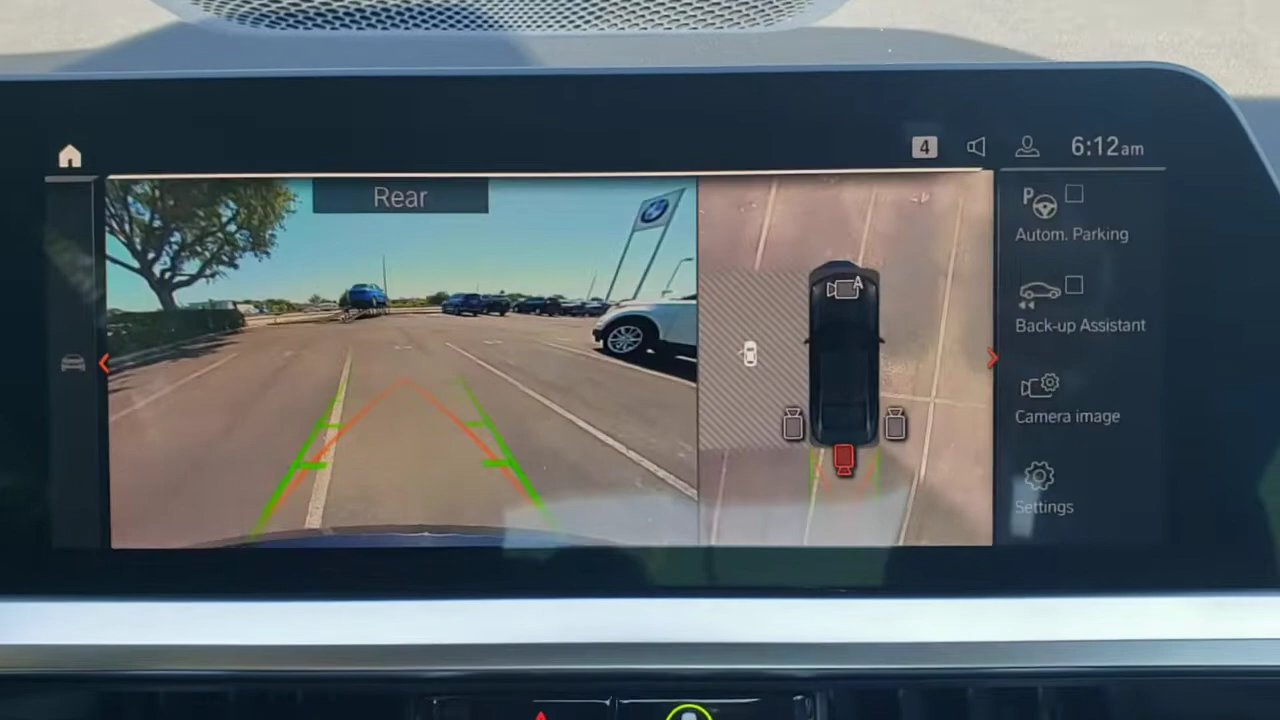 4
6:12am
Rear
A
P
Autom. Parking
Back-up Assistant
Camera image
Settings